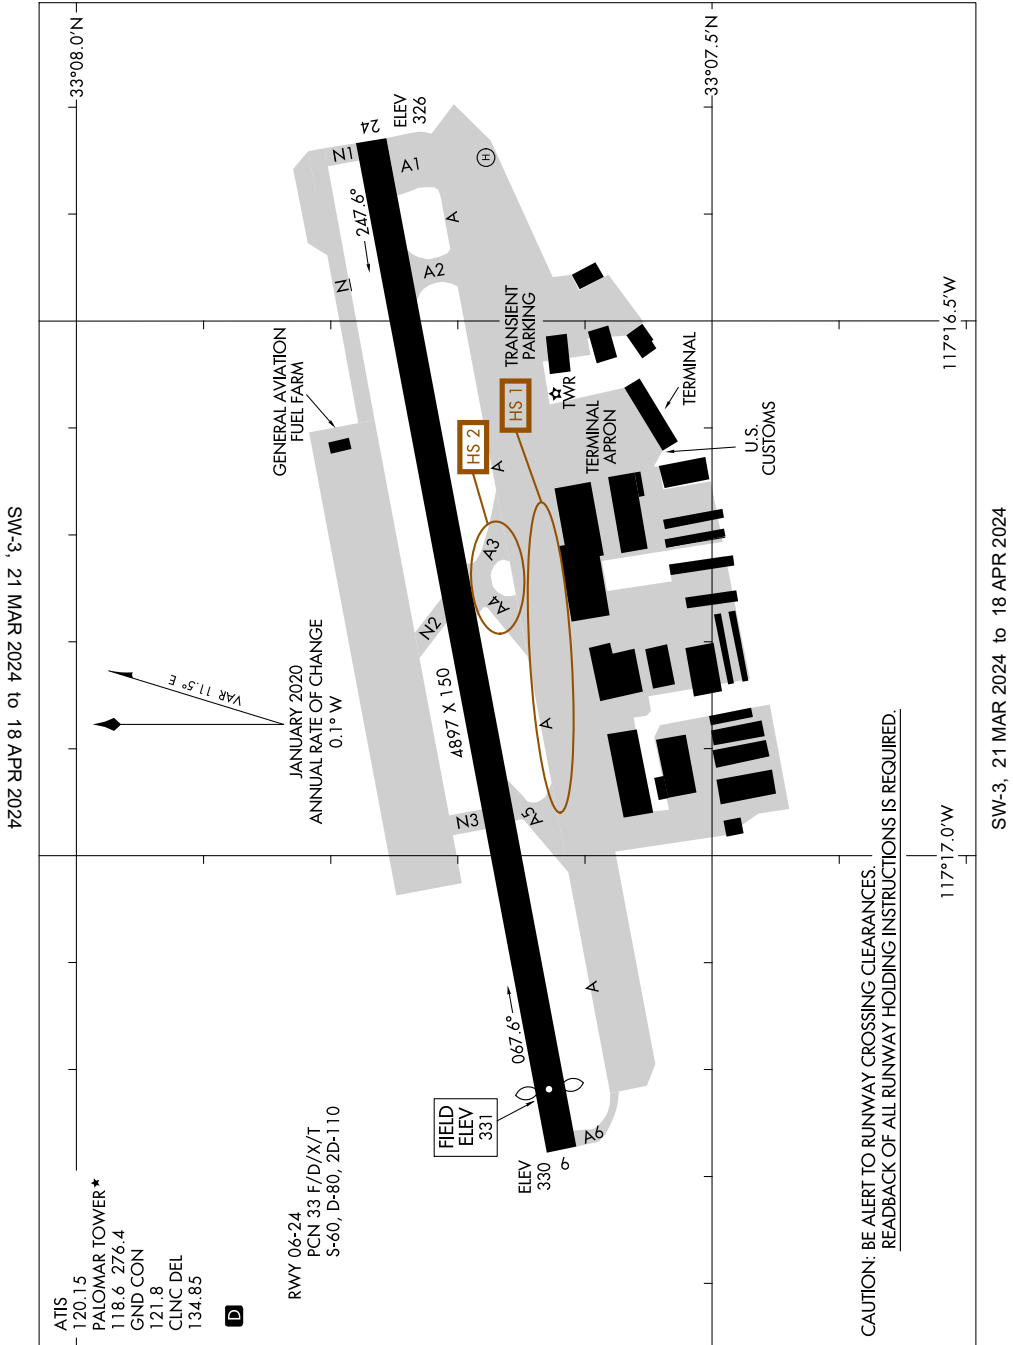 SW-3, 21 MAR 2024 to 18 APR 2024
ATIS
120.15
PALOMAR TOWER★
118.6 276.4
GND CON
121.8
CLNC DEL
134.85
D
RWY 06-24
PCN 33 F/D/X/T
S-60, D-80, 2D-110
VAR 11.5° E
JANUARY 2020
ANNUAL RATE OF CHANGE
0.1° W
33°08.0'N
33°07.5'N
GENERAL AVIATION
FUEL FARM
FIELD
ELEV
331
ELEV
330
6
067.6°
4897 X 150
247.6°
24
ELEV
326
N
N1
N2
N3
A1
A2
A3
A4
A5
A6
A
A
A
A
H
HS 1
HS 2
TRANSIENT
PARKING
TWR
TERMINAL
APRON
TERMINAL
U.S.
CUSTOMS
117°17.0'W
117°16.5'W
CAUTION: BE ALERT TO RUNWAY CROSSING CLEARANCES.
READBACK OF ALL RUNWAY HOLDING INSTRUCTIONS IS REQUIRED.
SW-3, 21 MAR 2024 to 18 APR 2024